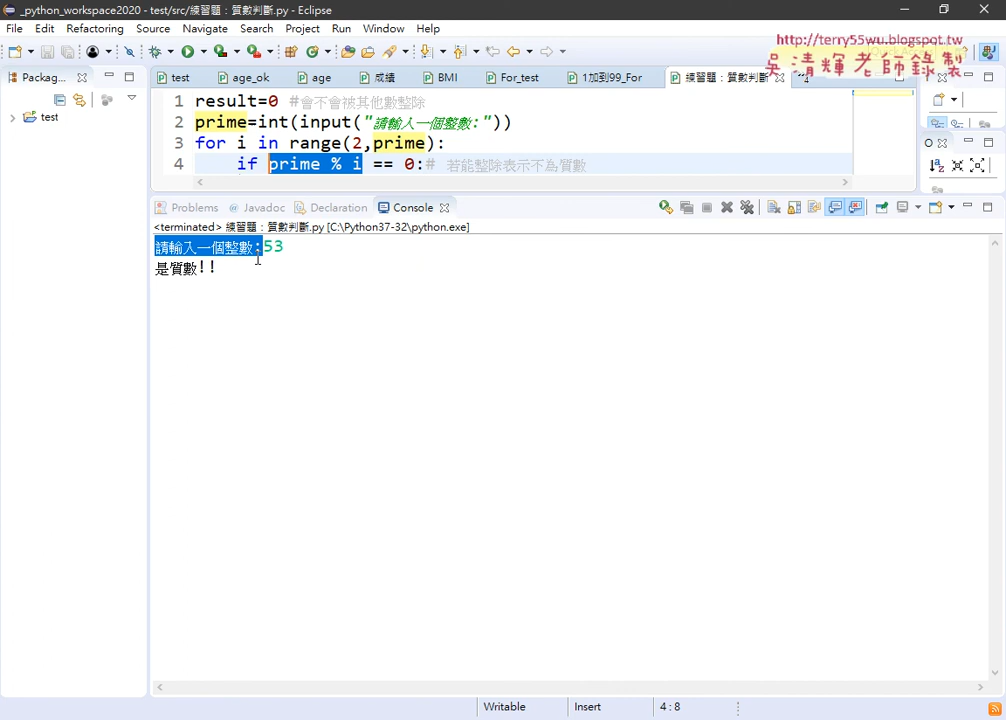 _python_workspace2020 - test/src/練習題：質數判斷.py - Eclipse
File Edit Refactoring Source Navigate Search Project Run Window Help
http://terry55wu.blogspot.tw
吳清輝老師錄製
Packag...
test age_ok age 成績 BMI For_test 1加到99_For 練習題：質數判斷
test
1 result=0 #會不會被其他數整除
2 prime=int(input("請輸入一個整數:"))
3 for i in range(2,prime):
4 if prime % i == 0:# 若能整除表示不為質數
Problems Javadoc Declaration Console
<terminated> 練習題：質數判斷.py [C:\Python37-32\python.exe]
請輸入一個整數:53
是質數!!
Writable Insert 4 : 8